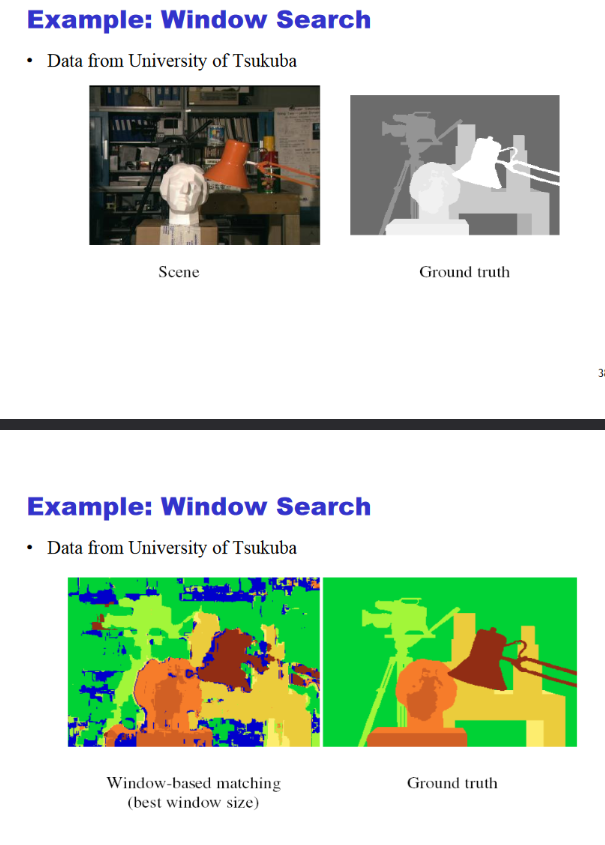 Example: Window Search
• Data from University of Tsukuba
Scene
Ground truth
Example: Window Search
• Data from University of Tsukuba
Window-based matching
(best window size)
Ground truth